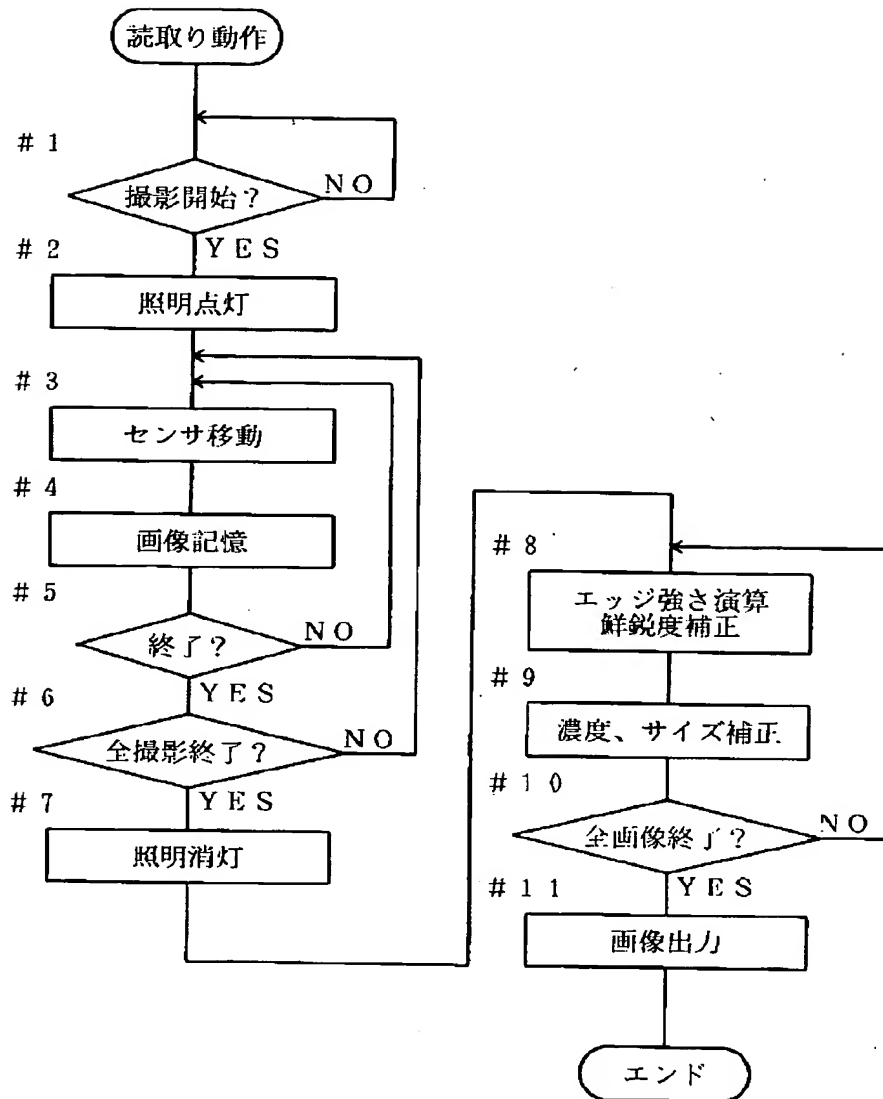 読取り動作
# 1
撮影開始？
NO
# 2
YES
照明点灯
# 3
センサ移動
# 4
画像記憶
# 5
終了？
NO
# 6
YES
全撮影終了？
NO
# 7
YES
照明消灯
# 8
エッジ強さ演算
鮮鋭度補正
# 9
濃度、サイズ補正
# 10
全画像終了？
NO
# 11
YES
画像出力
エンド